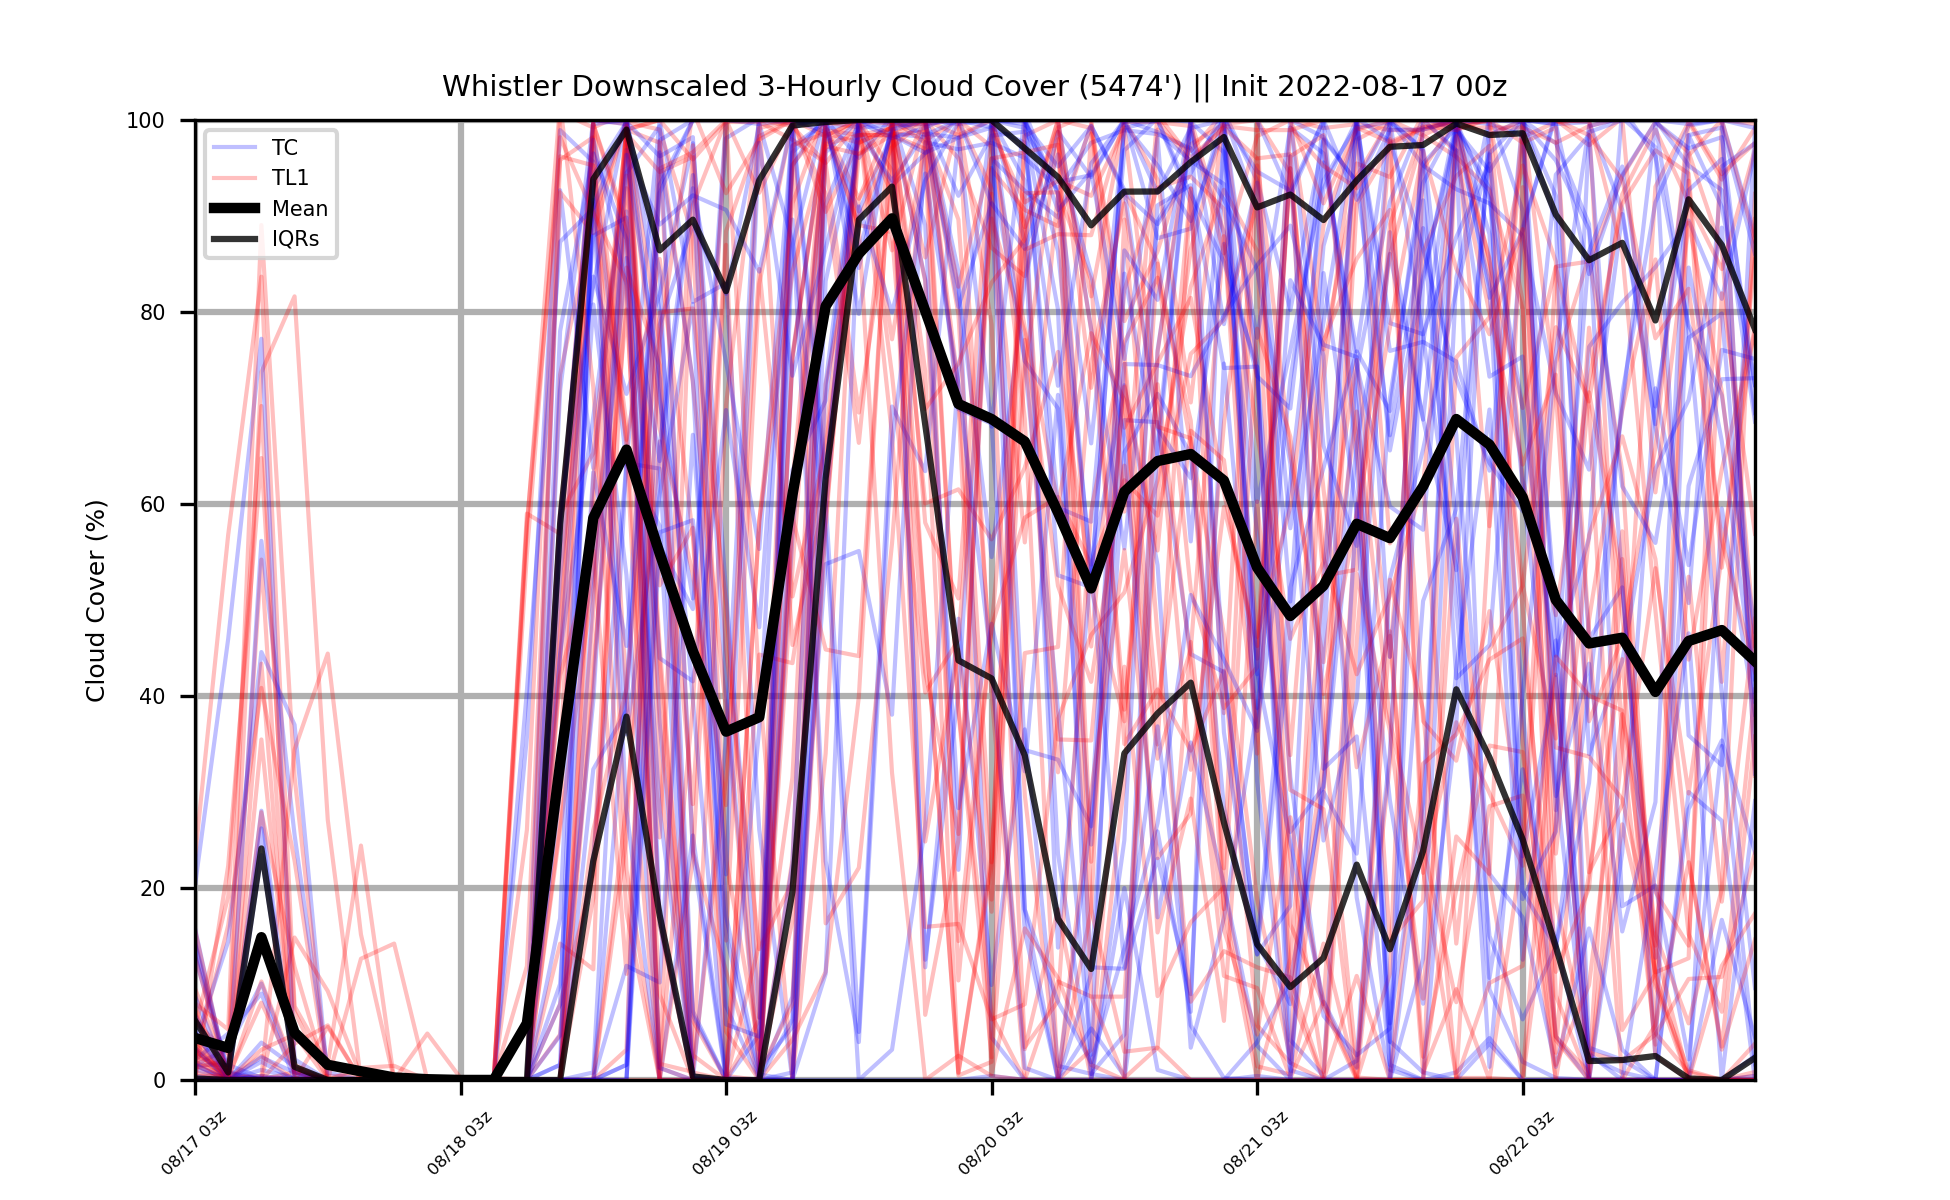 Whistler Downscaled 3-Hourly Cloud Cover (5474') || Init 2022-08-17 00z
100
80
60
40
20
0
Cloud Cover (%)
TC
TL1
Mean
IQRs
08/17 03z
08/18 03z
08/19 03z
08/20 03z
08/21 03z
08/22 03z